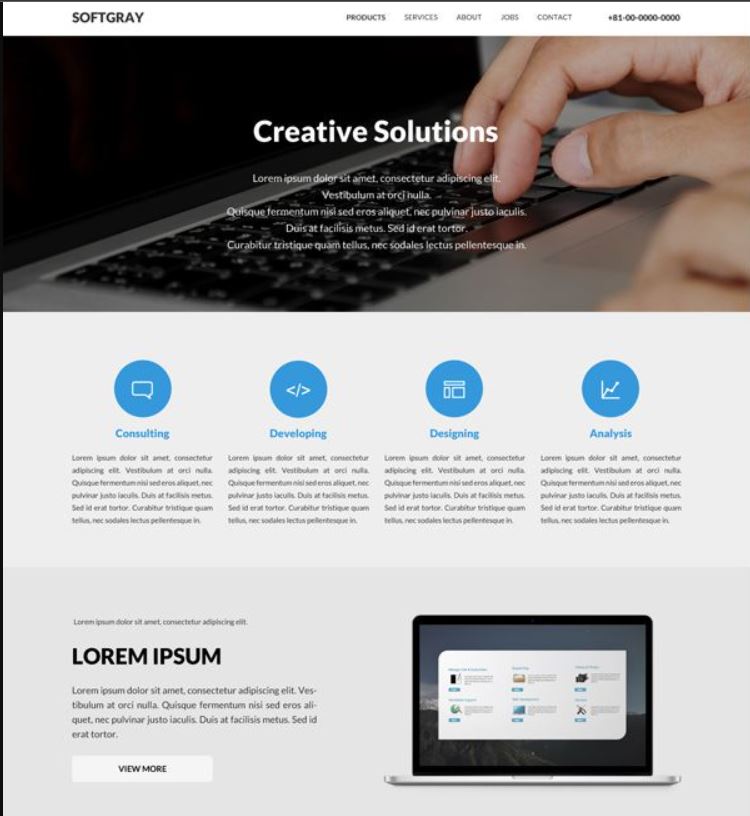 SOFTGRAY
PRODUCTS SERVICES ABOUT JOBS CONTACT +81-00-0000-0000
Creative Solutions
Lorem ipsum dolor sit amet, consectetur adipiscing elit.
Vestibulum at orci nulla.
Quisque fermentum nisi sed eros aliquet, nec pulvinar justo iaculis.
Duis at facilisis metus. Sed id erat tortor.
Curabitur tristique quam tellus, nec sodales lectus pellentesque in.
Consulting
Lorem ipsum dolor sit amet, consectetur
adipiscing elit. Vestibulum at orci nulla.
Quisque fermentum nisi sed eros aliquet, nec
pulvinar justo iaculis. Duis at facilisis metus.
Sed id erat tortor. Curabitur tristique quam
tellus, nec sodales lectus pellentesque in.
Developing
Lorem ipsum dolor sit amet, consectetur
adipiscing elit. Vestibulum at orci nulla.
Quisque fermentum nisi sed eros aliquet, nec
pulvinar justo iaculis. Duis at facilisis metus.
Sed id erat tortor. Curabitur tristique quam
tellus, nec sodales lectus pellentesque in.
Designing
Lorem ipsum dolor sit amet, consectetur
adipiscing elit. Vestibulum at orci nulla.
Quisque fermentum nisi sed eros aliquet, nec
pulvinar justo iaculis. Duis at facilisis metus.
Sed id erat tortor. Curabitur tristique quam
tellus, nec sodales lectus pellentesque in.
Analysis
Lorem ipsum dolor sit amet, consectetur
adipiscing elit. Vestibulum at orci nulla.
Quisque fermentum nisi sed eros aliquet, nec
pulvinar justo iaculis. Duis at facilisis metus.
Sed id erat tortor. Curabitur tristique quam
tellus, nec sodales lectus pellentesque in.
Lorem ipsum dolor sit amet, consectetur adipiscing elit.
LOREM IPSUM
Lorem ipsum dolor sit amet, consectetur adipiscing elit. Ves-
tibulum at orci nulla. Quisque fermentum nisi sed eros ali-
quet, nec pulvinar justo iaculis. Duis at facilisis metus. Sed id
erat tortor.
VIEW MORE